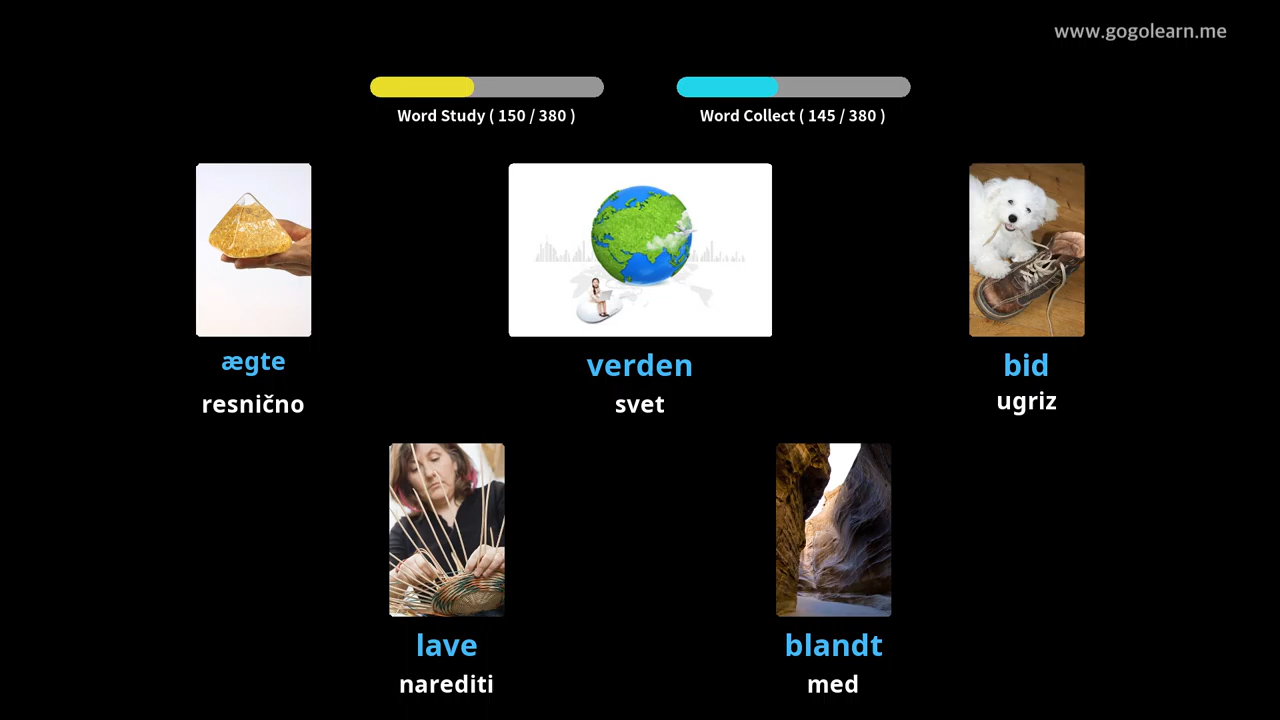 www.gogolearn.me
Word Study ( 150 / 380 )
Word Collect ( 145 / 380 )
ægte
resnično
verden
svet
bid
ugriz
lave
narediti
blandt
med